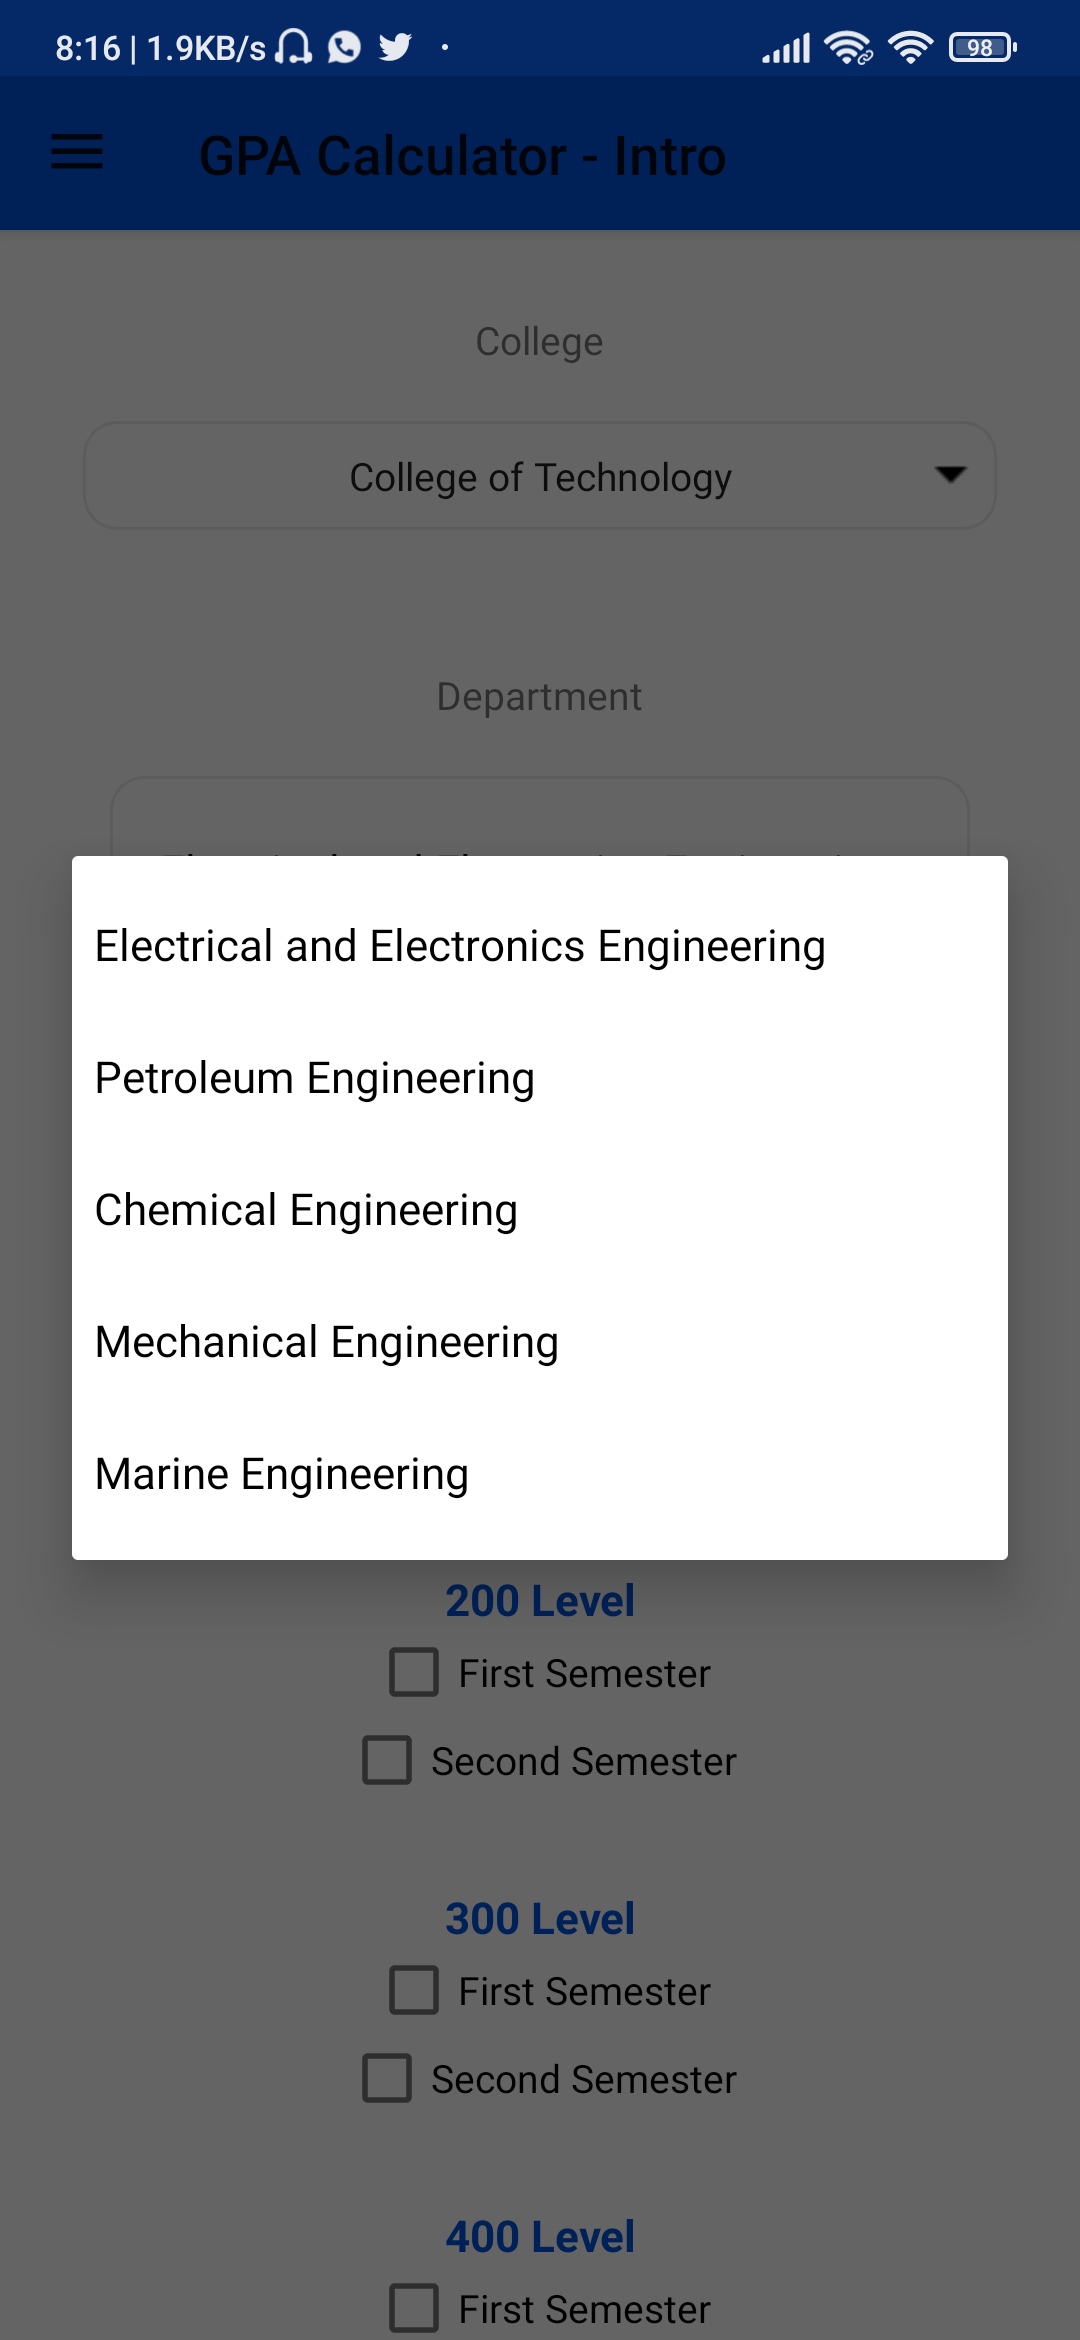 8:16 | 1.9KB/s
98
GPA Calculator - Intro
College
College of Technology
Department
Electrical and Electronics Engineering
Petroleum Engineering
Chemical Engineering
Mechanical Engineering
Marine Engineering
200 Level
First Semester
Second Semester
300 Level
First Semester
Second Semester
400 Level
First Semester